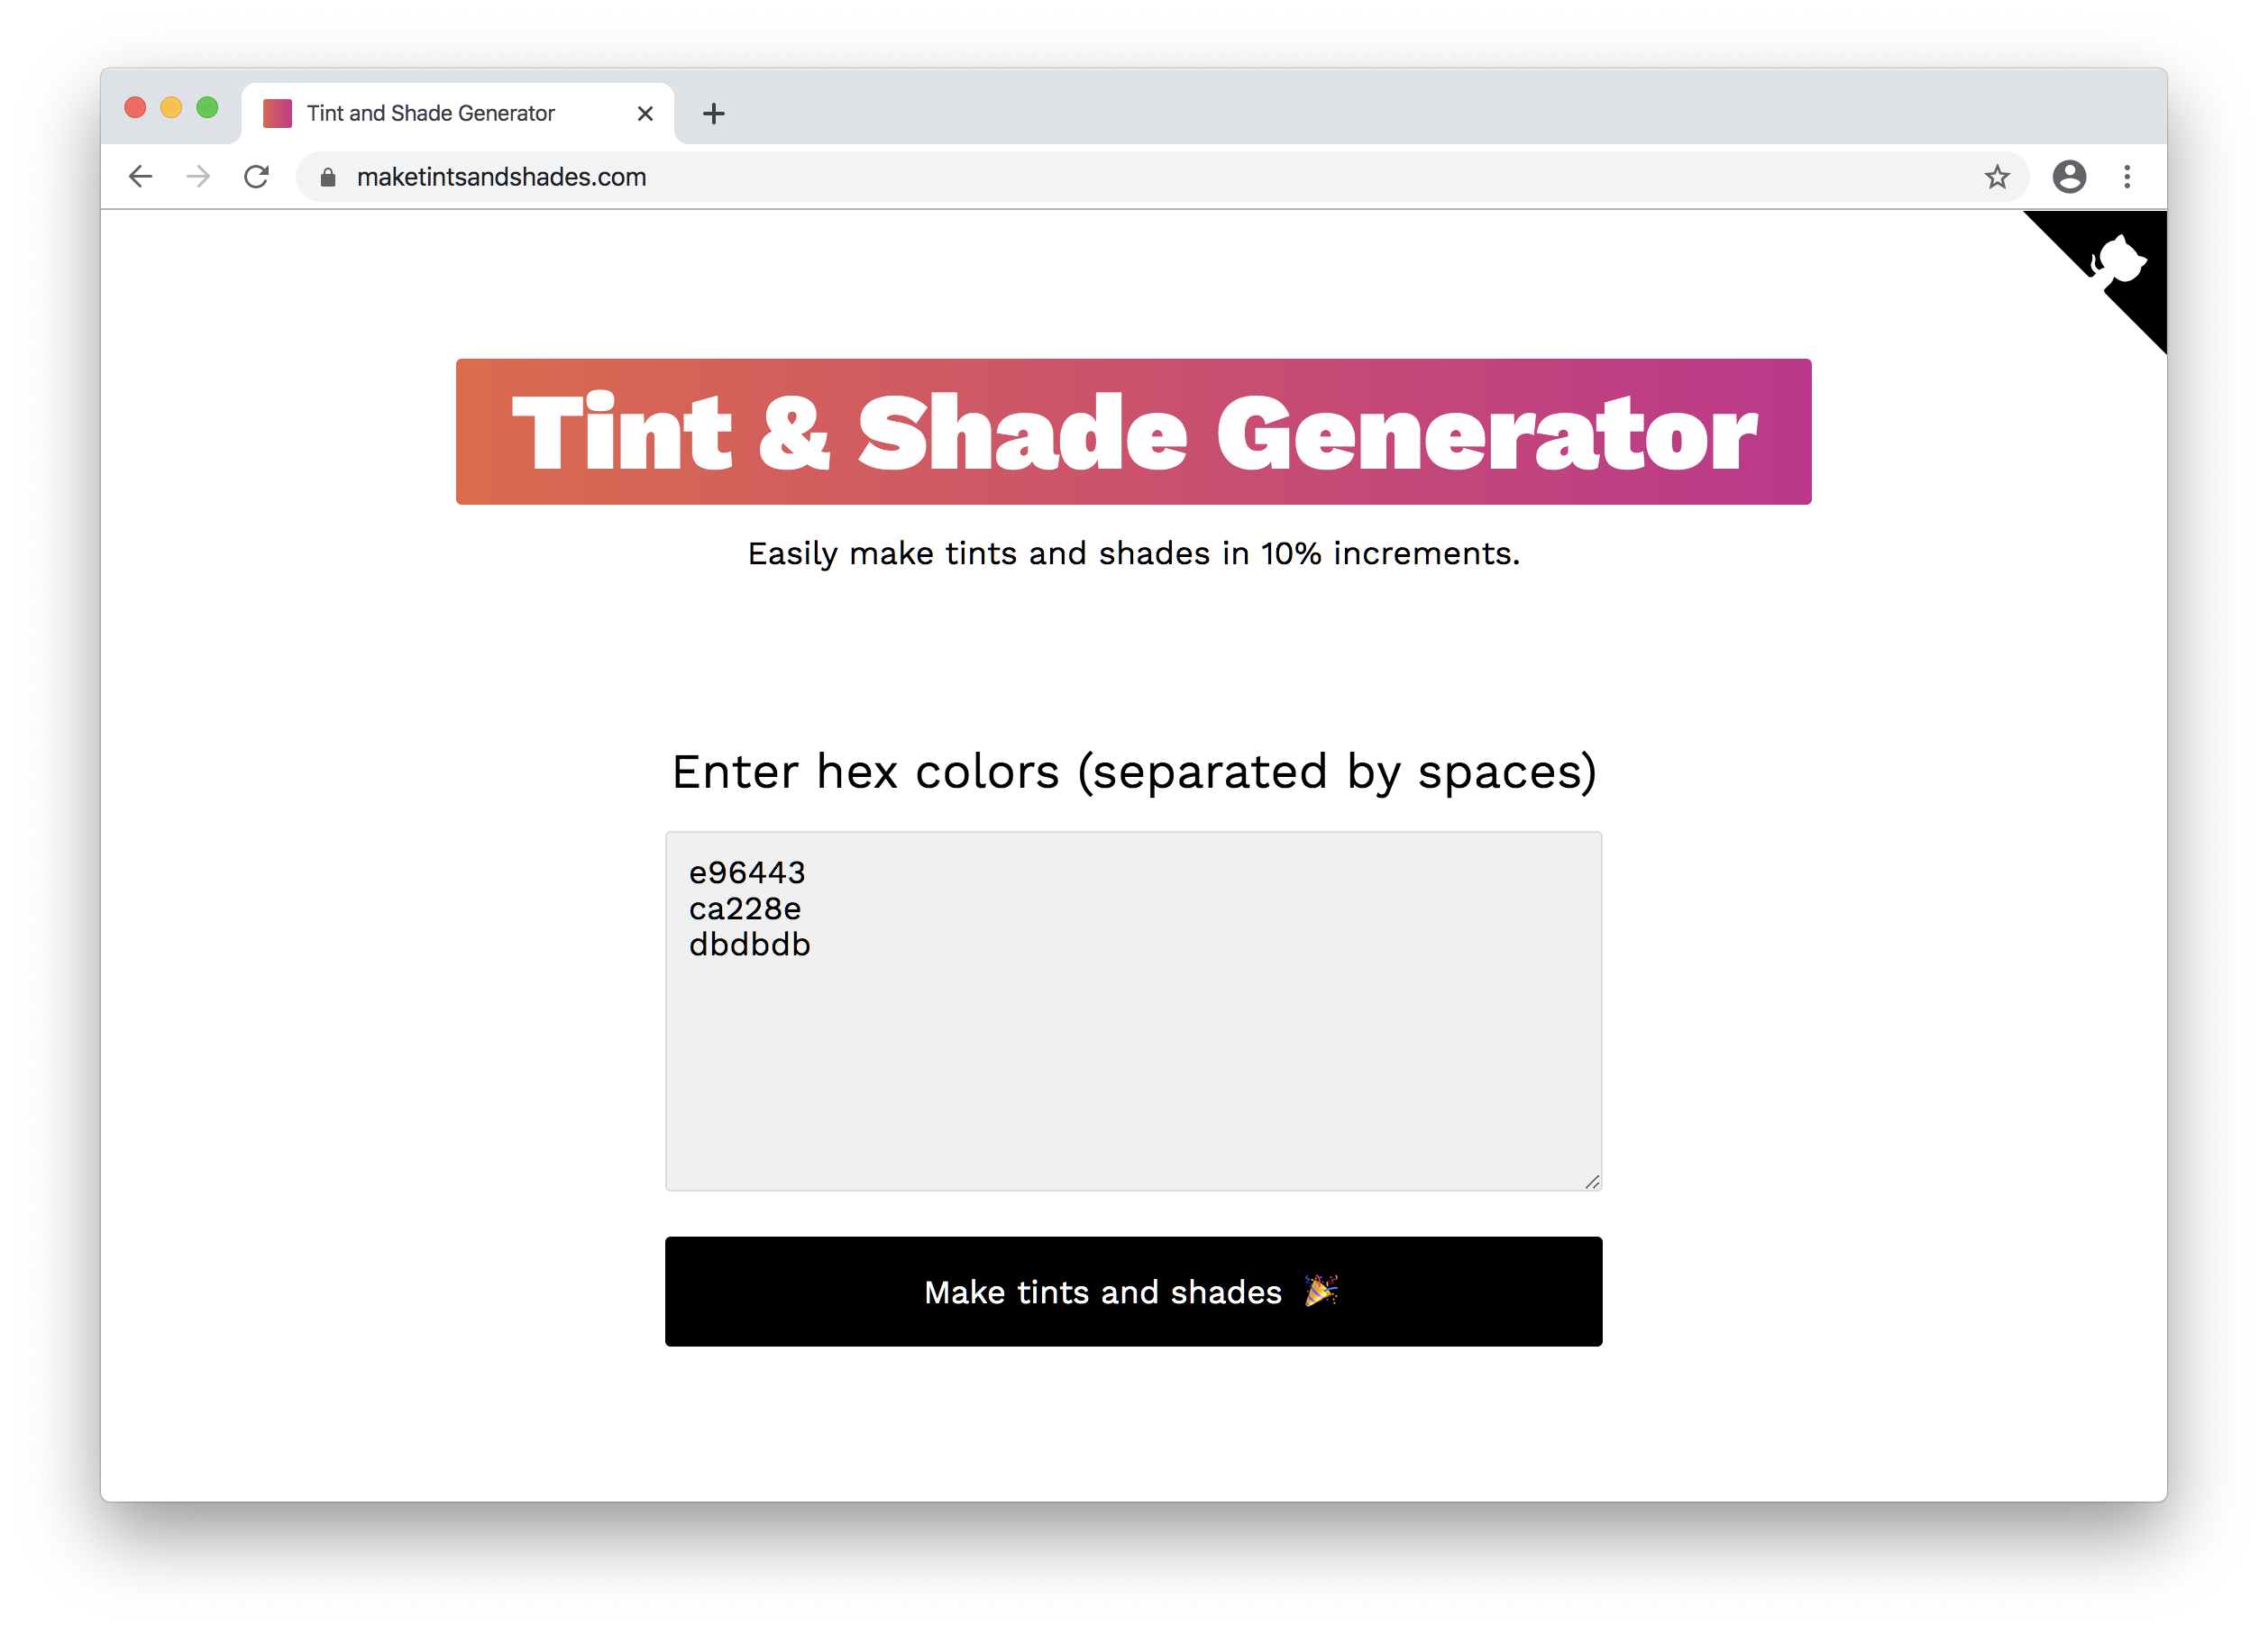 Tint and Shade Generator
maketintsandshades.com
Tint & Shade Generator
Easily make tints and shades in 10% increments.
Enter hex colors (separated by spaces)
e96443
ca228e
dbdbdb
Make tints and shades 🎉